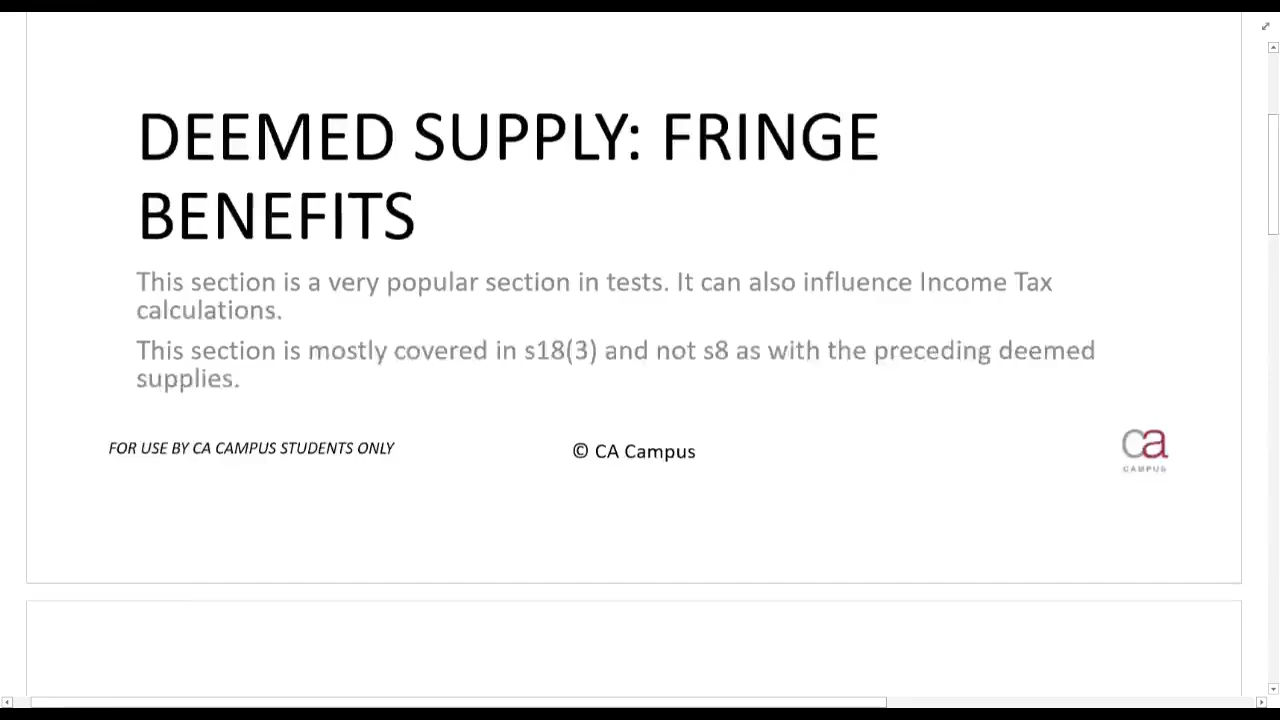 DEEMED SUPPLY: FRINGE
BENEFITS
This section is a very popular section in tests. It can also influence Income Tax
calculations.
This section is mostly covered in s18(3) and not s8 as with the preceding deemed
supplies.
FOR USE BY CA CAMPUS STUDENTS ONLY
© CA Campus
ca
CAMPUS